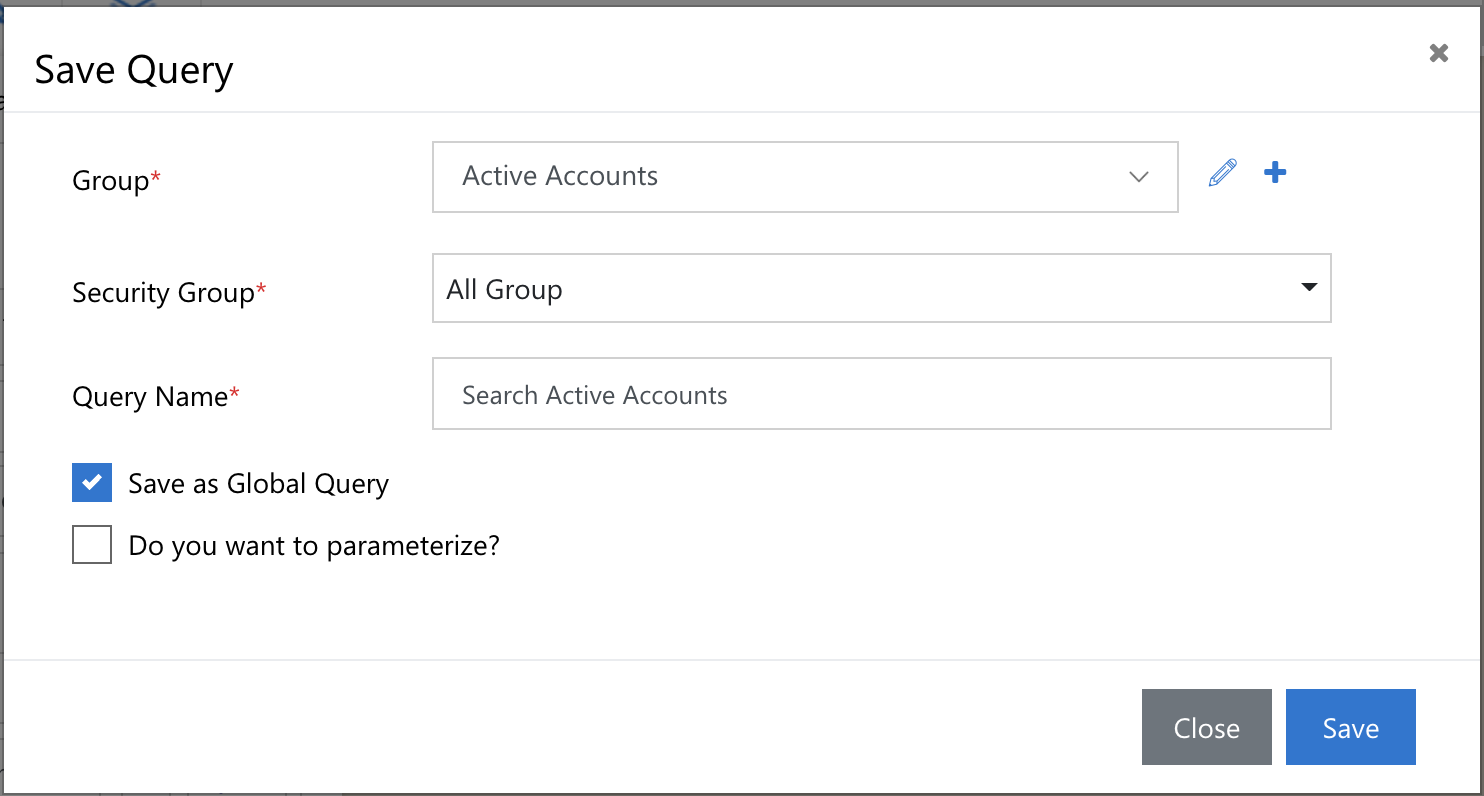 Save Query
Group*
Active Accounts
Security Group*
All Group
Query Name*
Search Active Accounts
Save as Global Query
Do you want to parameterize?
Close
Save